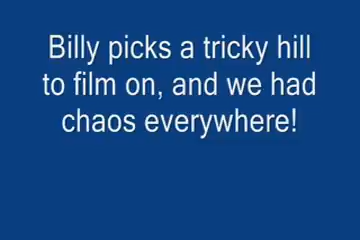 Billy picks a tricky hill
to film on, and we had
chaos everywhere!